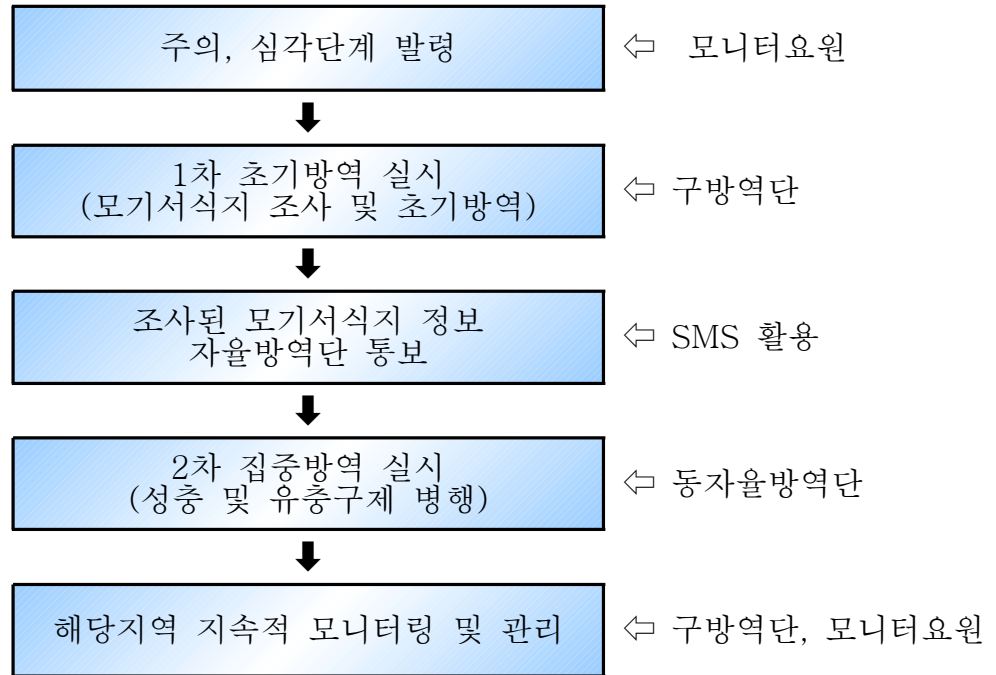 주의, 심각단계 발령 ⇦ 모니터요원
1차 초기방역 실시
(모기서식지 조사 및 초기방역) ⇦ 구방역단
조사된 모기서식지 정보
자율방역단 통보 ⇦ SMS 활용
2차 집중방역 실시
(성충 및 유충구제 병행) ⇦ 동자율방역단
해당지역 지속적 모니터링 및 관리 ⇦ 구방역단, 모니터요원